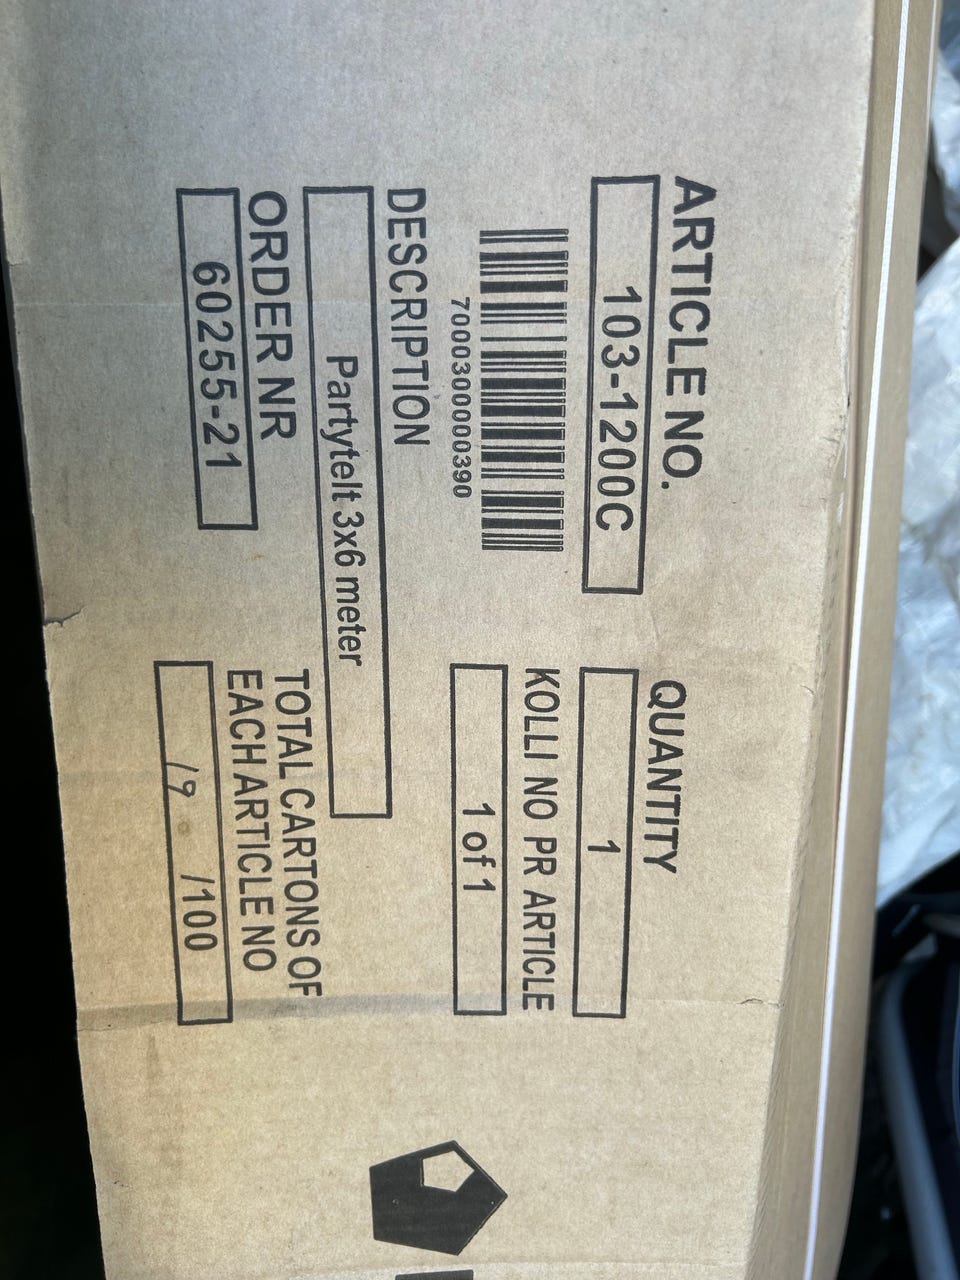 ARTICLE NO.
103-1200C
7000300000390
DESCRIPTION
Partytelt 3x6 meter
ORDER NR
60255-21
QUANTITY
1
KOLLI NO PR ARTICLE
1 of 1
TOTAL CARTONS OF
EACH ARTICLE NO
19 /100